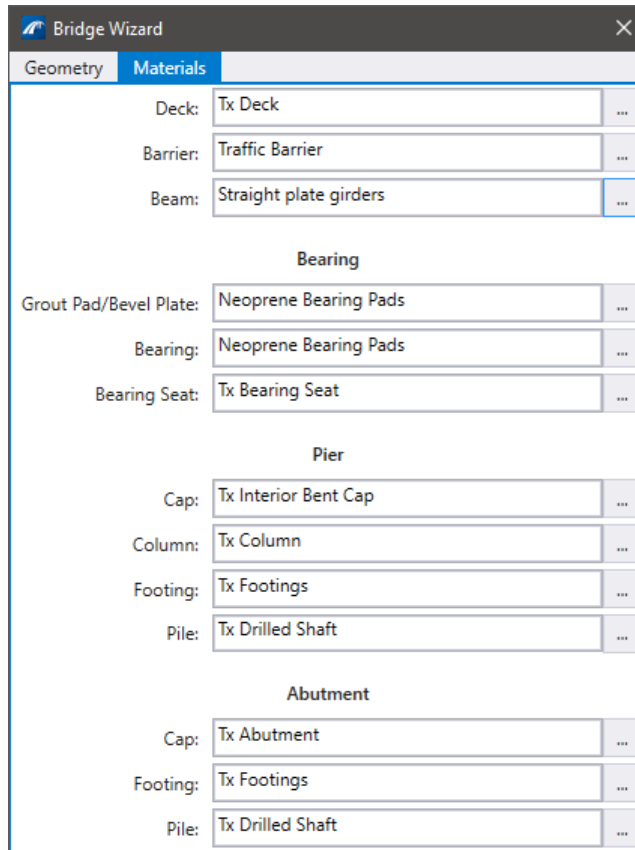 Bridge Wizard
Geometry Materials
Deck: Tx Deck ...
Barrier: Traffic Barrier ...
Beam: Straight plate girders ...
Bearing
Grout Pad/Bevel Plate: Neoprene Bearing Pads ...
Bearing: Neoprene Bearing Pads ...
Bearing Seat: Tx Bearing Seat ...
Pier
Cap: Tx Interior Bent Cap ...
Column: Tx Column ...
Footing: Tx Footings ...
Pile: Tx Drilled Shaft ...
Abutment
Cap: Tx Abutment ...
Footing: Tx Footings ...
Pile: Tx Drilled Shaft ...